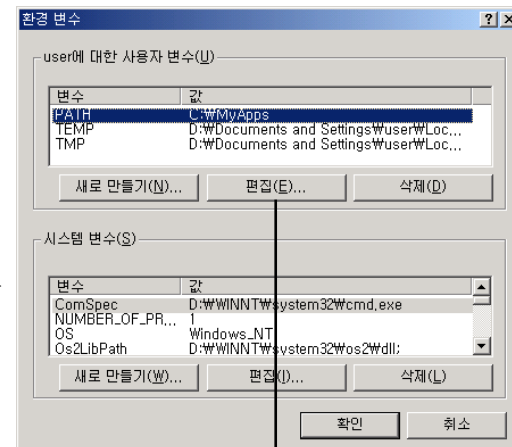 환경 변수
user에 대한 사용자 변수(U)
변수 값
PATH C:₩MyApps
TEMP D:₩Documents and Settings₩user₩Loc...
TMP D:₩Documents and Settings₩user₩Loc...
새로 만들기(N)... 편집(E)... 삭제(D)
시스템 변수(S)
변수 값
ComSpec D:₩WINNT₩system32₩cmd.exe
NUMBER_OF_PR... 1
OS Windows_NT
Os2LibPath D:₩WINNT₩system32₩os2₩dll;
새로 만들기(W)... 편집(I)... 삭제(L)
확인 취소